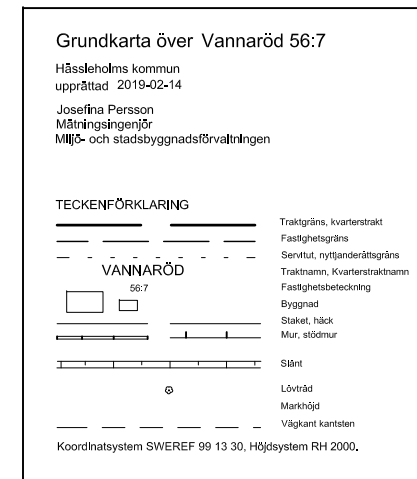 Grundkarta över Vannaröd 56:7
Hässleholms kommun
upprättad 2019-02-14
Josefina Persson
Mätningsingenjör
Miljö- och stadsbyggnadsförvaltningen
TECKENFÖRKLARING
Traktgräns, kvarterstrakt
Fastighetsgräns
Servitut, nyttjanderättsgräns
VANNARÖD Traktnamn, Kvarterstraktnamn
56:7 Fastighetsbeteckning
Byggnad
Staket, häck
Mur, stödmur
Slänt
Lövträd
Markhöjd
Vägkant kantsten
Koordinatsystem SWEREF 99 13 30, Höjdsystem RH 2000.